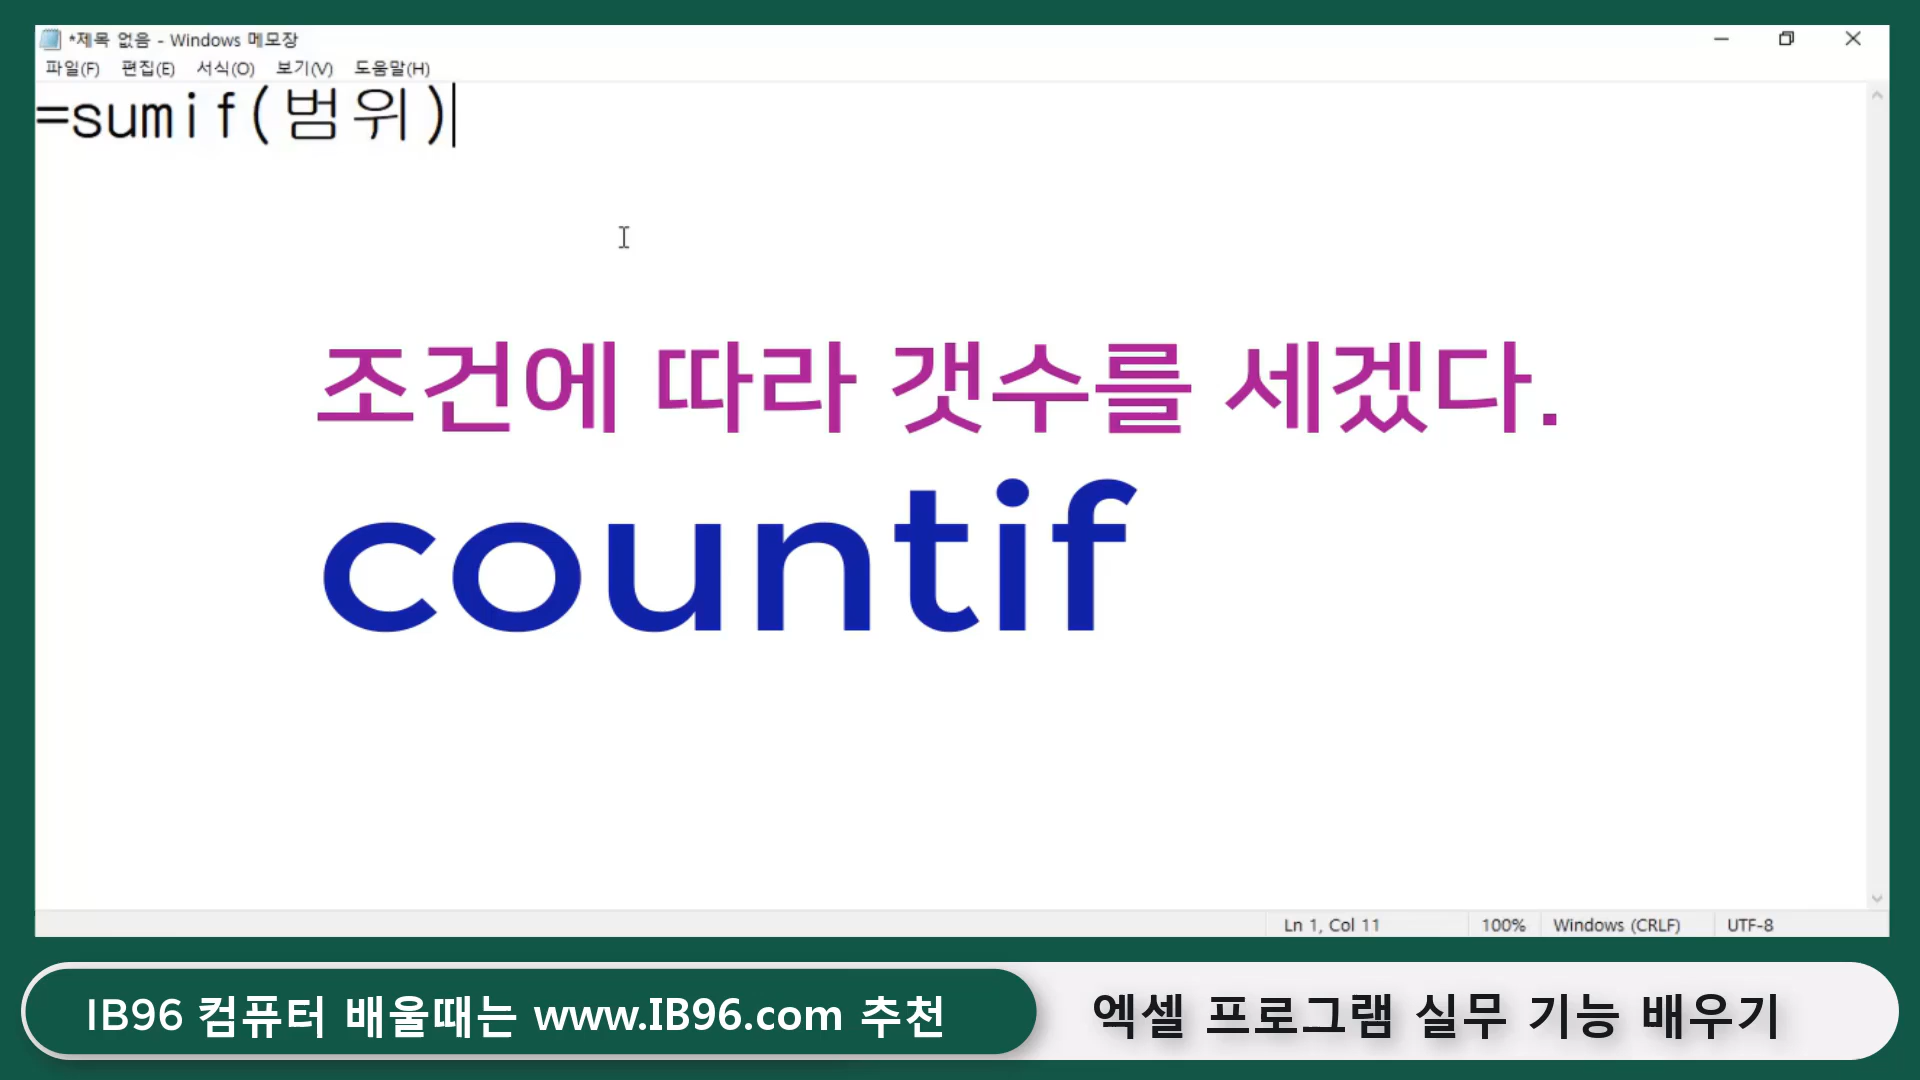 *제목 없음 - Windows 메모장
파일(F) 편집(E) 서식(O) 보기(V) 도움말(H)
=sumif(범위)
조건에 따라 갯수를 세겠다.
countif
Ln 1, Col 11 100% Windows (CRLF) UTF-8
IB96 컴퓨터 배울때는 www.IB96.com 추천
엑셀 프로그램 실무 기능 배우기